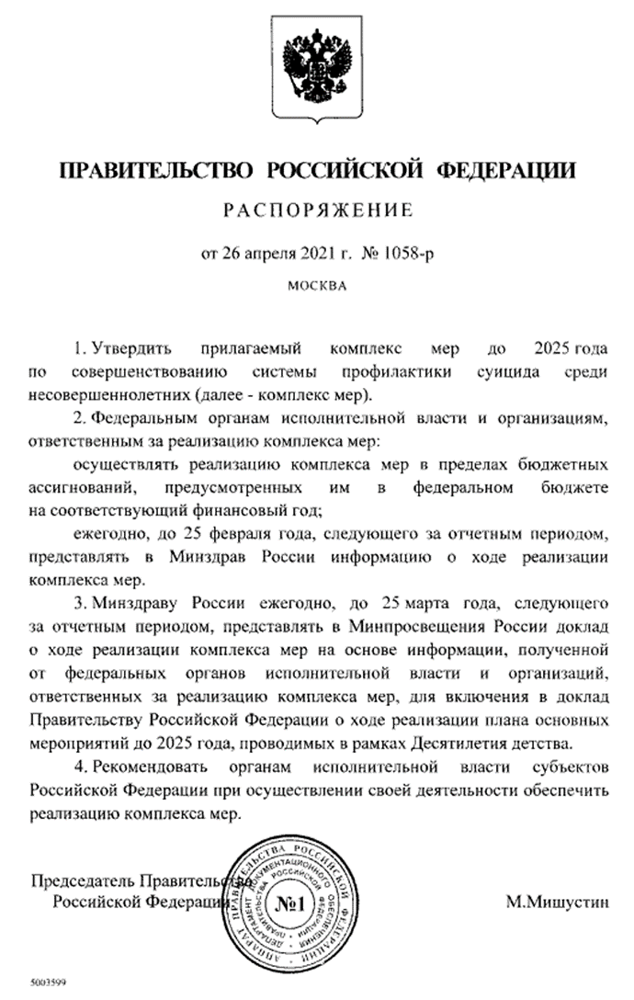 ПРАВИТЕЛЬСТВО РОССИЙСКОЙ ФЕДЕРАЦИИ
РАСПОРЯЖЕНИЕ
от 26 апреля 2021 г. № 1058-р
МОСКВА
1. Утвердить прилагаемый комплекс мер до 2025 года
по совершенствованию системы профилактики суицида среди
несовершеннолетних (далее - комплекс мер).
2. Федеральным органам исполнительной власти и организациям,
ответственным за реализацию комплекса мер:
осуществлять реализацию комплекса мер в пределах бюджетных
ассигнований, предусмотренных им в федеральном бюджете
на соответствующий финансовый год;
ежегодно, до 25 февраля года, следующего за отчетным периодом,
представлять в Минздрав России информацию о ходе реализации
комплекса мер.
3. Минздраву России ежегодно, до 25 марта года, следующего
за отчетным периодом, представлять в Минпросвещения России доклад
о ходе реализации комплекса мер на основе информации, полученной
от федеральных органов исполнительной власти и организаций,
ответственных за реализацию комплекса мер, для включения в доклад
Правительству Российской Федерации о ходе реализации плана основных
мероприятий до 2025 года, проводимых в рамках Десятилетия детства.
4. Рекомендовать органам исполнительной власти субъектов
Российской Федерации при осуществлении своей деятельности обеспечить
реализацию комплекса мер.
Председатель Правительства
Российской Федерации
М.Мишустин
АППАРАТ ПРАВИТЕЛЬСТВА РОССИЙСКОЙ ФЕДЕРАЦИИ
ДЕПАРТАМЕНТ ДОКУМЕНТАЦИОННОГО ОБЕСПЕЧЕНИЯ
ПРАВИТЕЛЬСТВА РОССИЙСКОЙ ФЕДЕРАЦИИ
№1
5003599